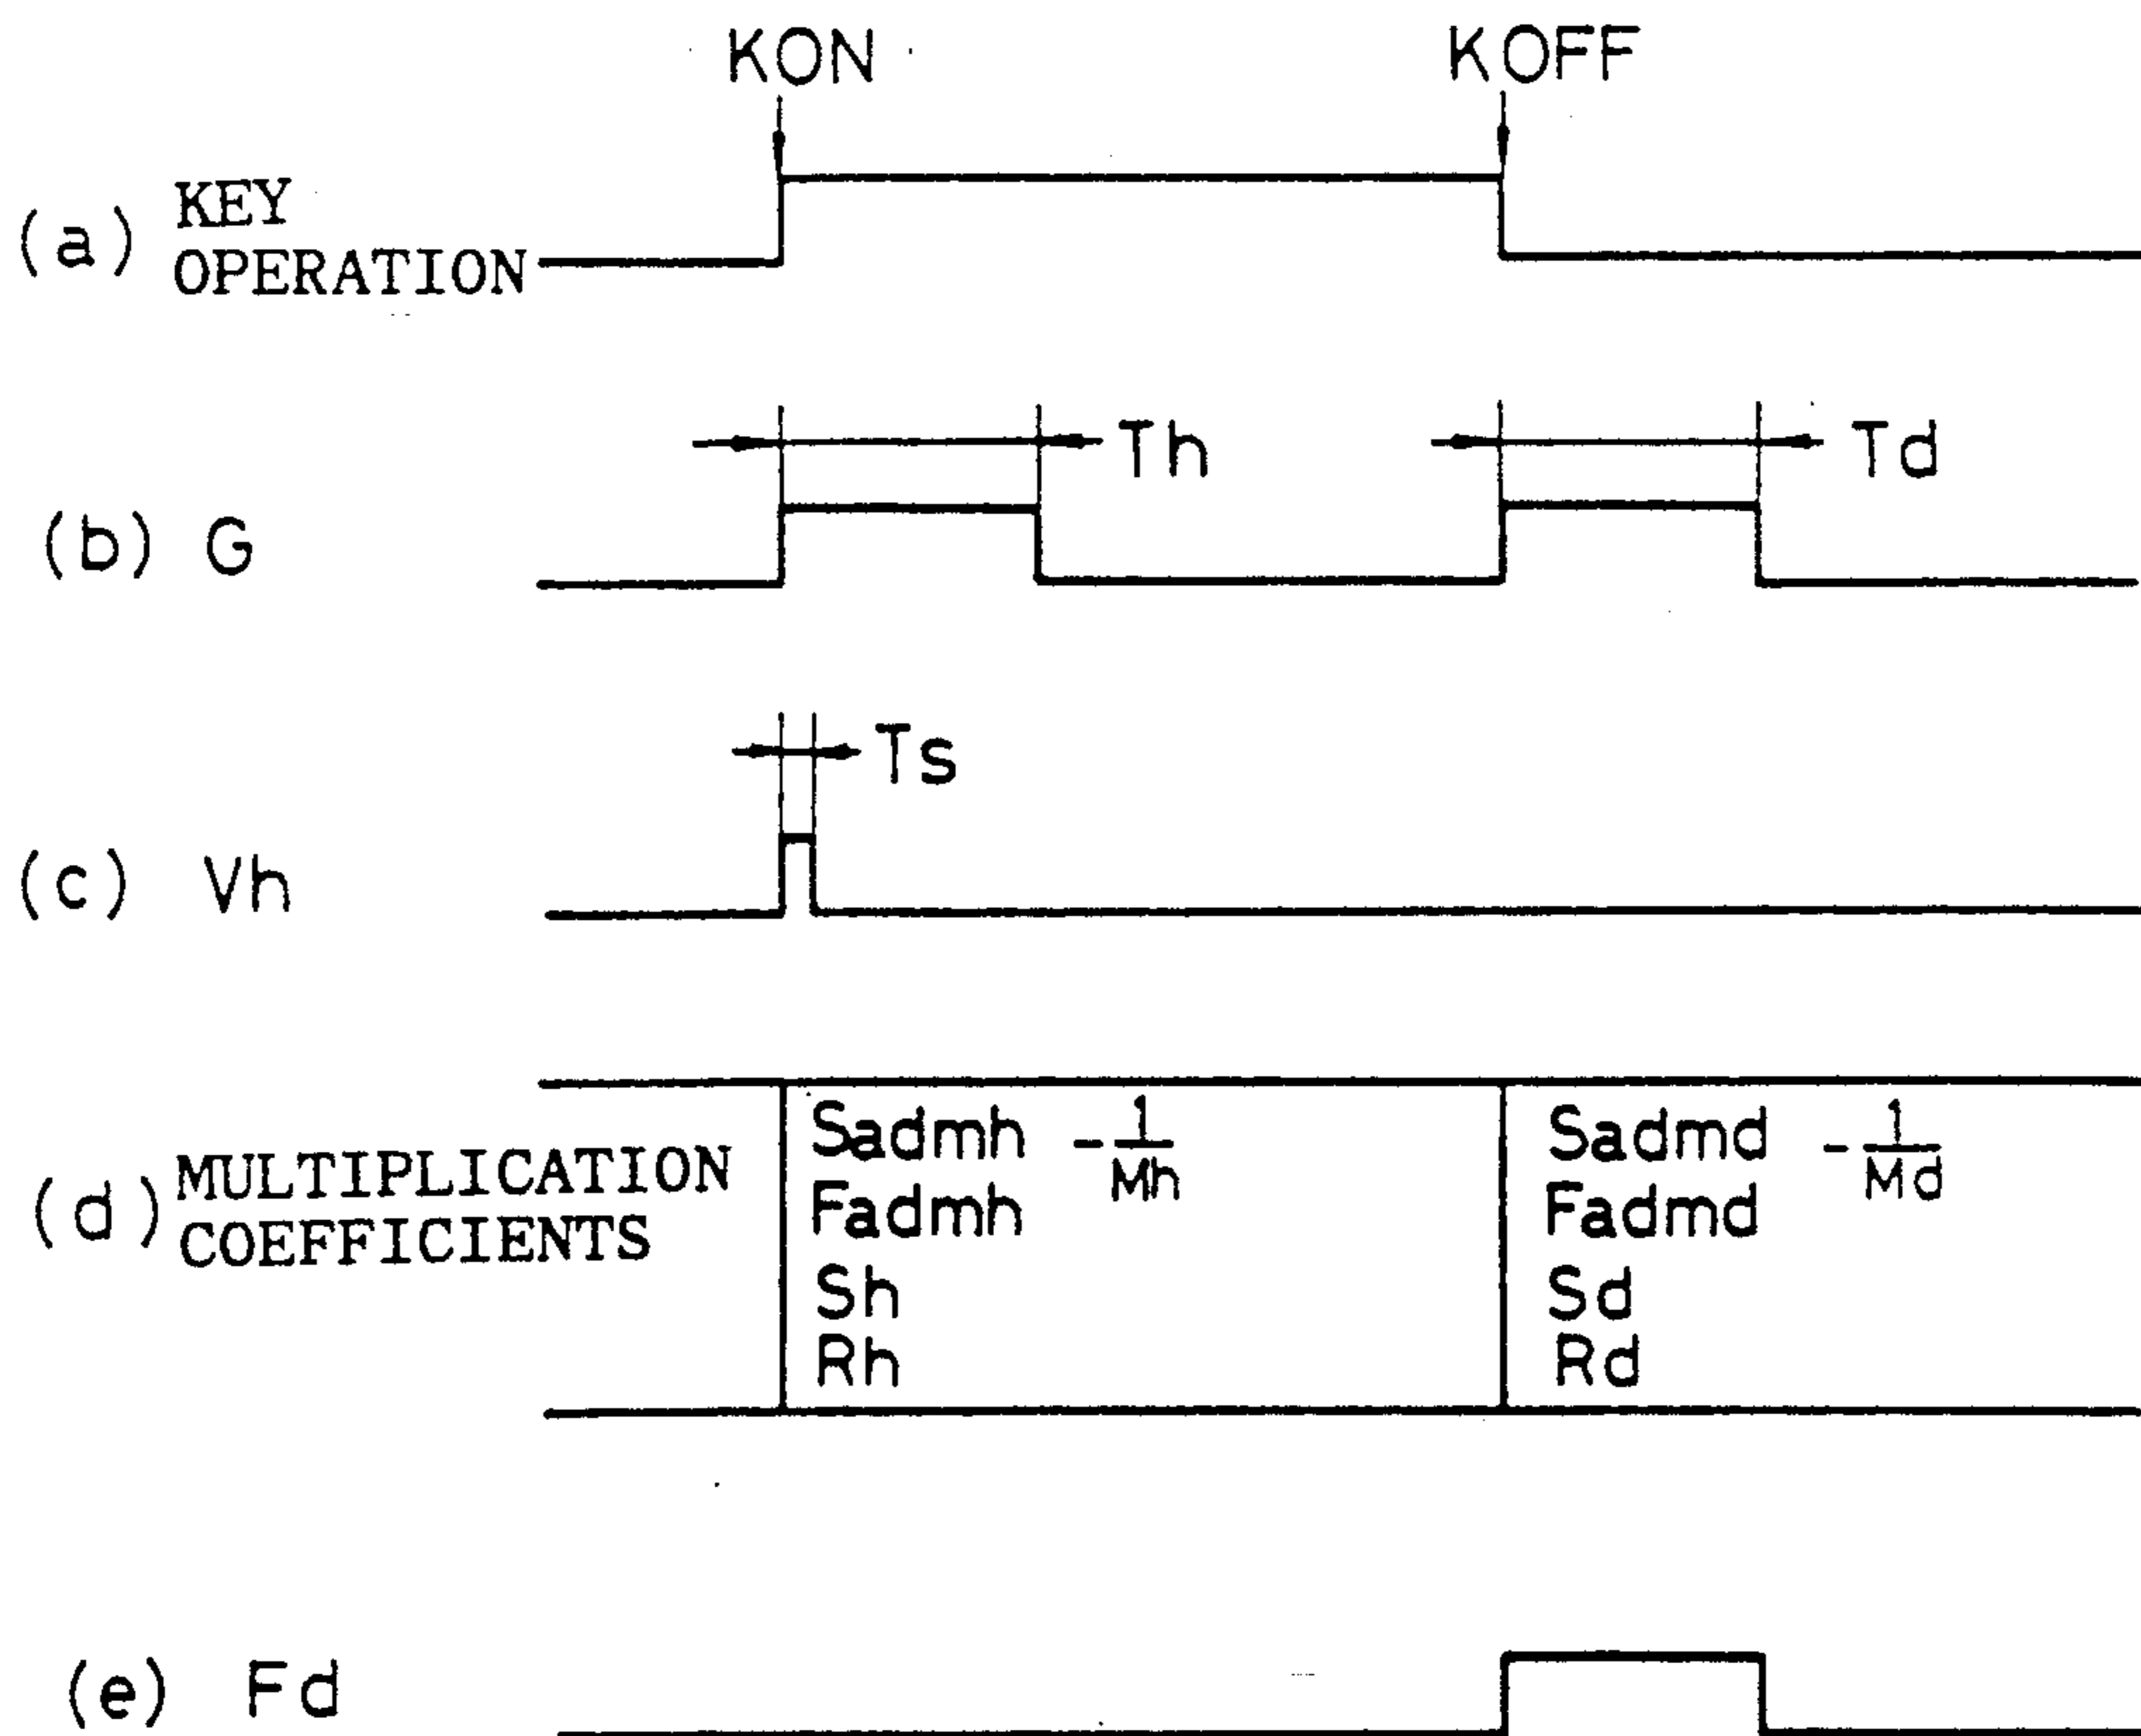 KON KOFF
(a) KEY
OPERATION
Th Td
(b) G
Ts
(c) Vh
(d) MULTIPLICATION
COEFFICIENTS
Sadmh -1/Mh
Fadmh
Sh
Rh
Sadmd -1/Md
Fadmd
Sd
Rd
(e) Fd